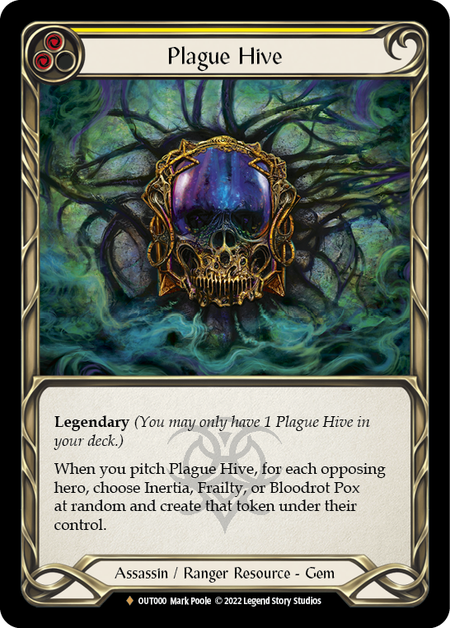 Plague Hive
Legendary (You may only have 1 Plague Hive in
your deck.)
When you pitch Plague Hive, for each opposing
hero, choose Inertia, Frailty, or Bloodrot Pox
at random and create that token under their
control.
Assassin / Ranger Resource - Gem
OUT000 Mark Poole © 2022 Legend Story Studios